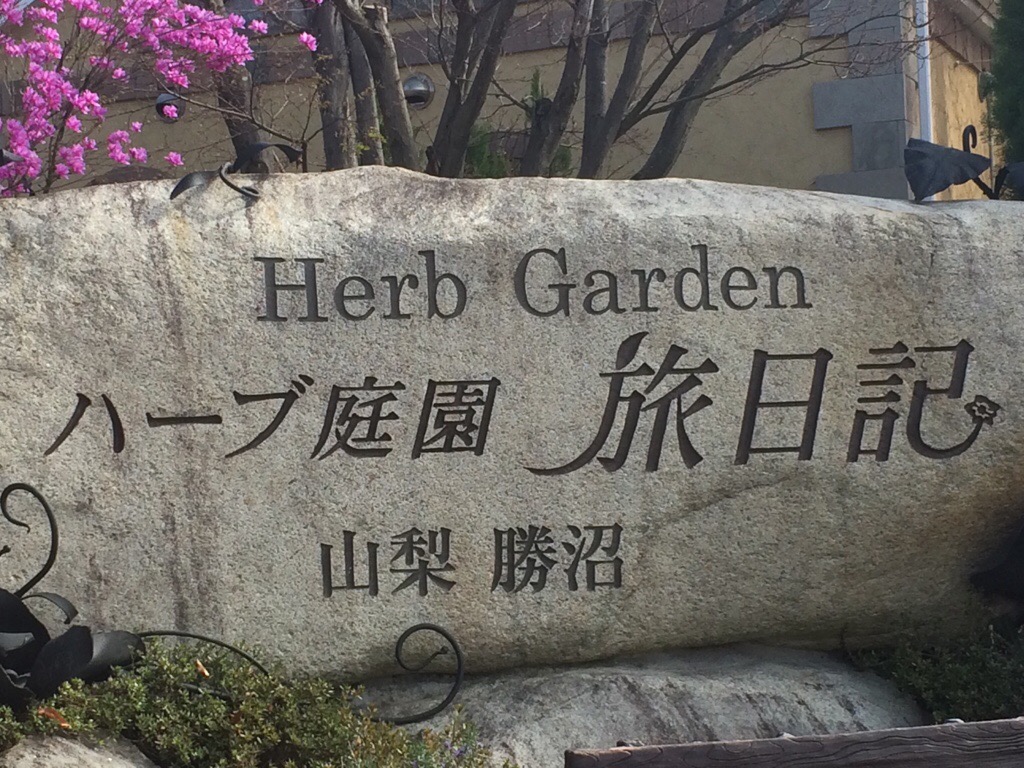 Herb Garden
ハーブ庭園 旅日記
山梨 勝沼